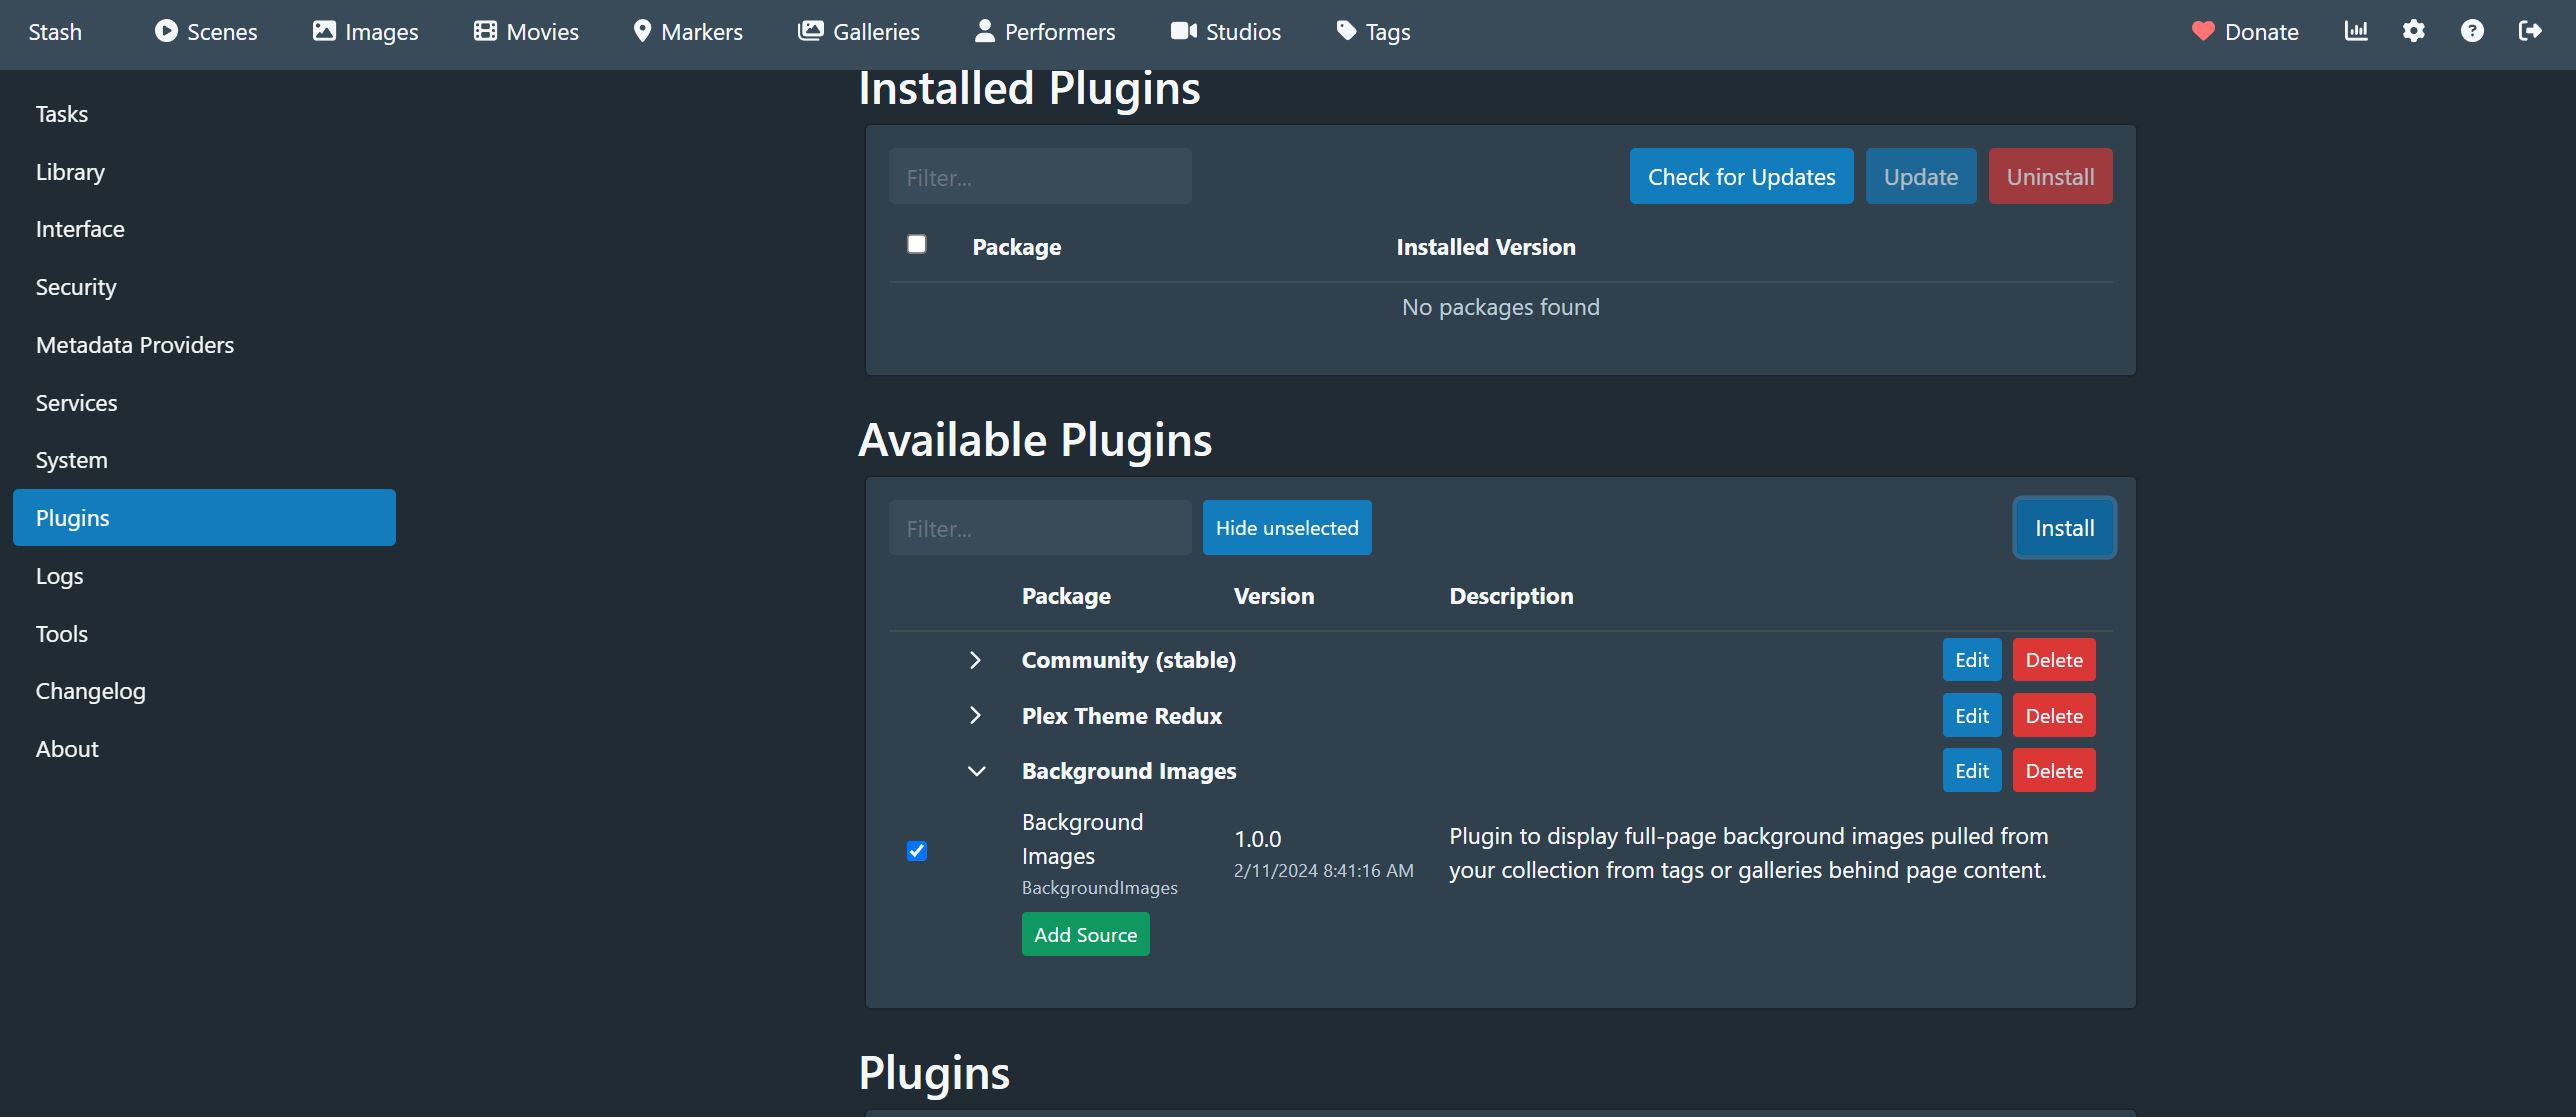 Stash Scenes Images Movies Markers Galleries Performers Studios Tags Donate
Tasks
Library
Interface
Security
Metadata Providers
Services
System
Plugins
Logs
Tools
Changelog
About
Installed Plugins
Filter... Check for Updates Update Uninstall
Package Installed Version
No packages found
Available Plugins
Filter... Hide unselected Install
Package Version Description
Community (stable) Edit Delete
Plex Theme Redux Edit Delete
Background Images Edit Delete
Background
Images
BackgroundImages
1.0.0
2/11/2024 8:41:16 AM
Plugin to display full-page background images pulled from
your collection from tags or galleries behind page content.
Add Source
Plugins